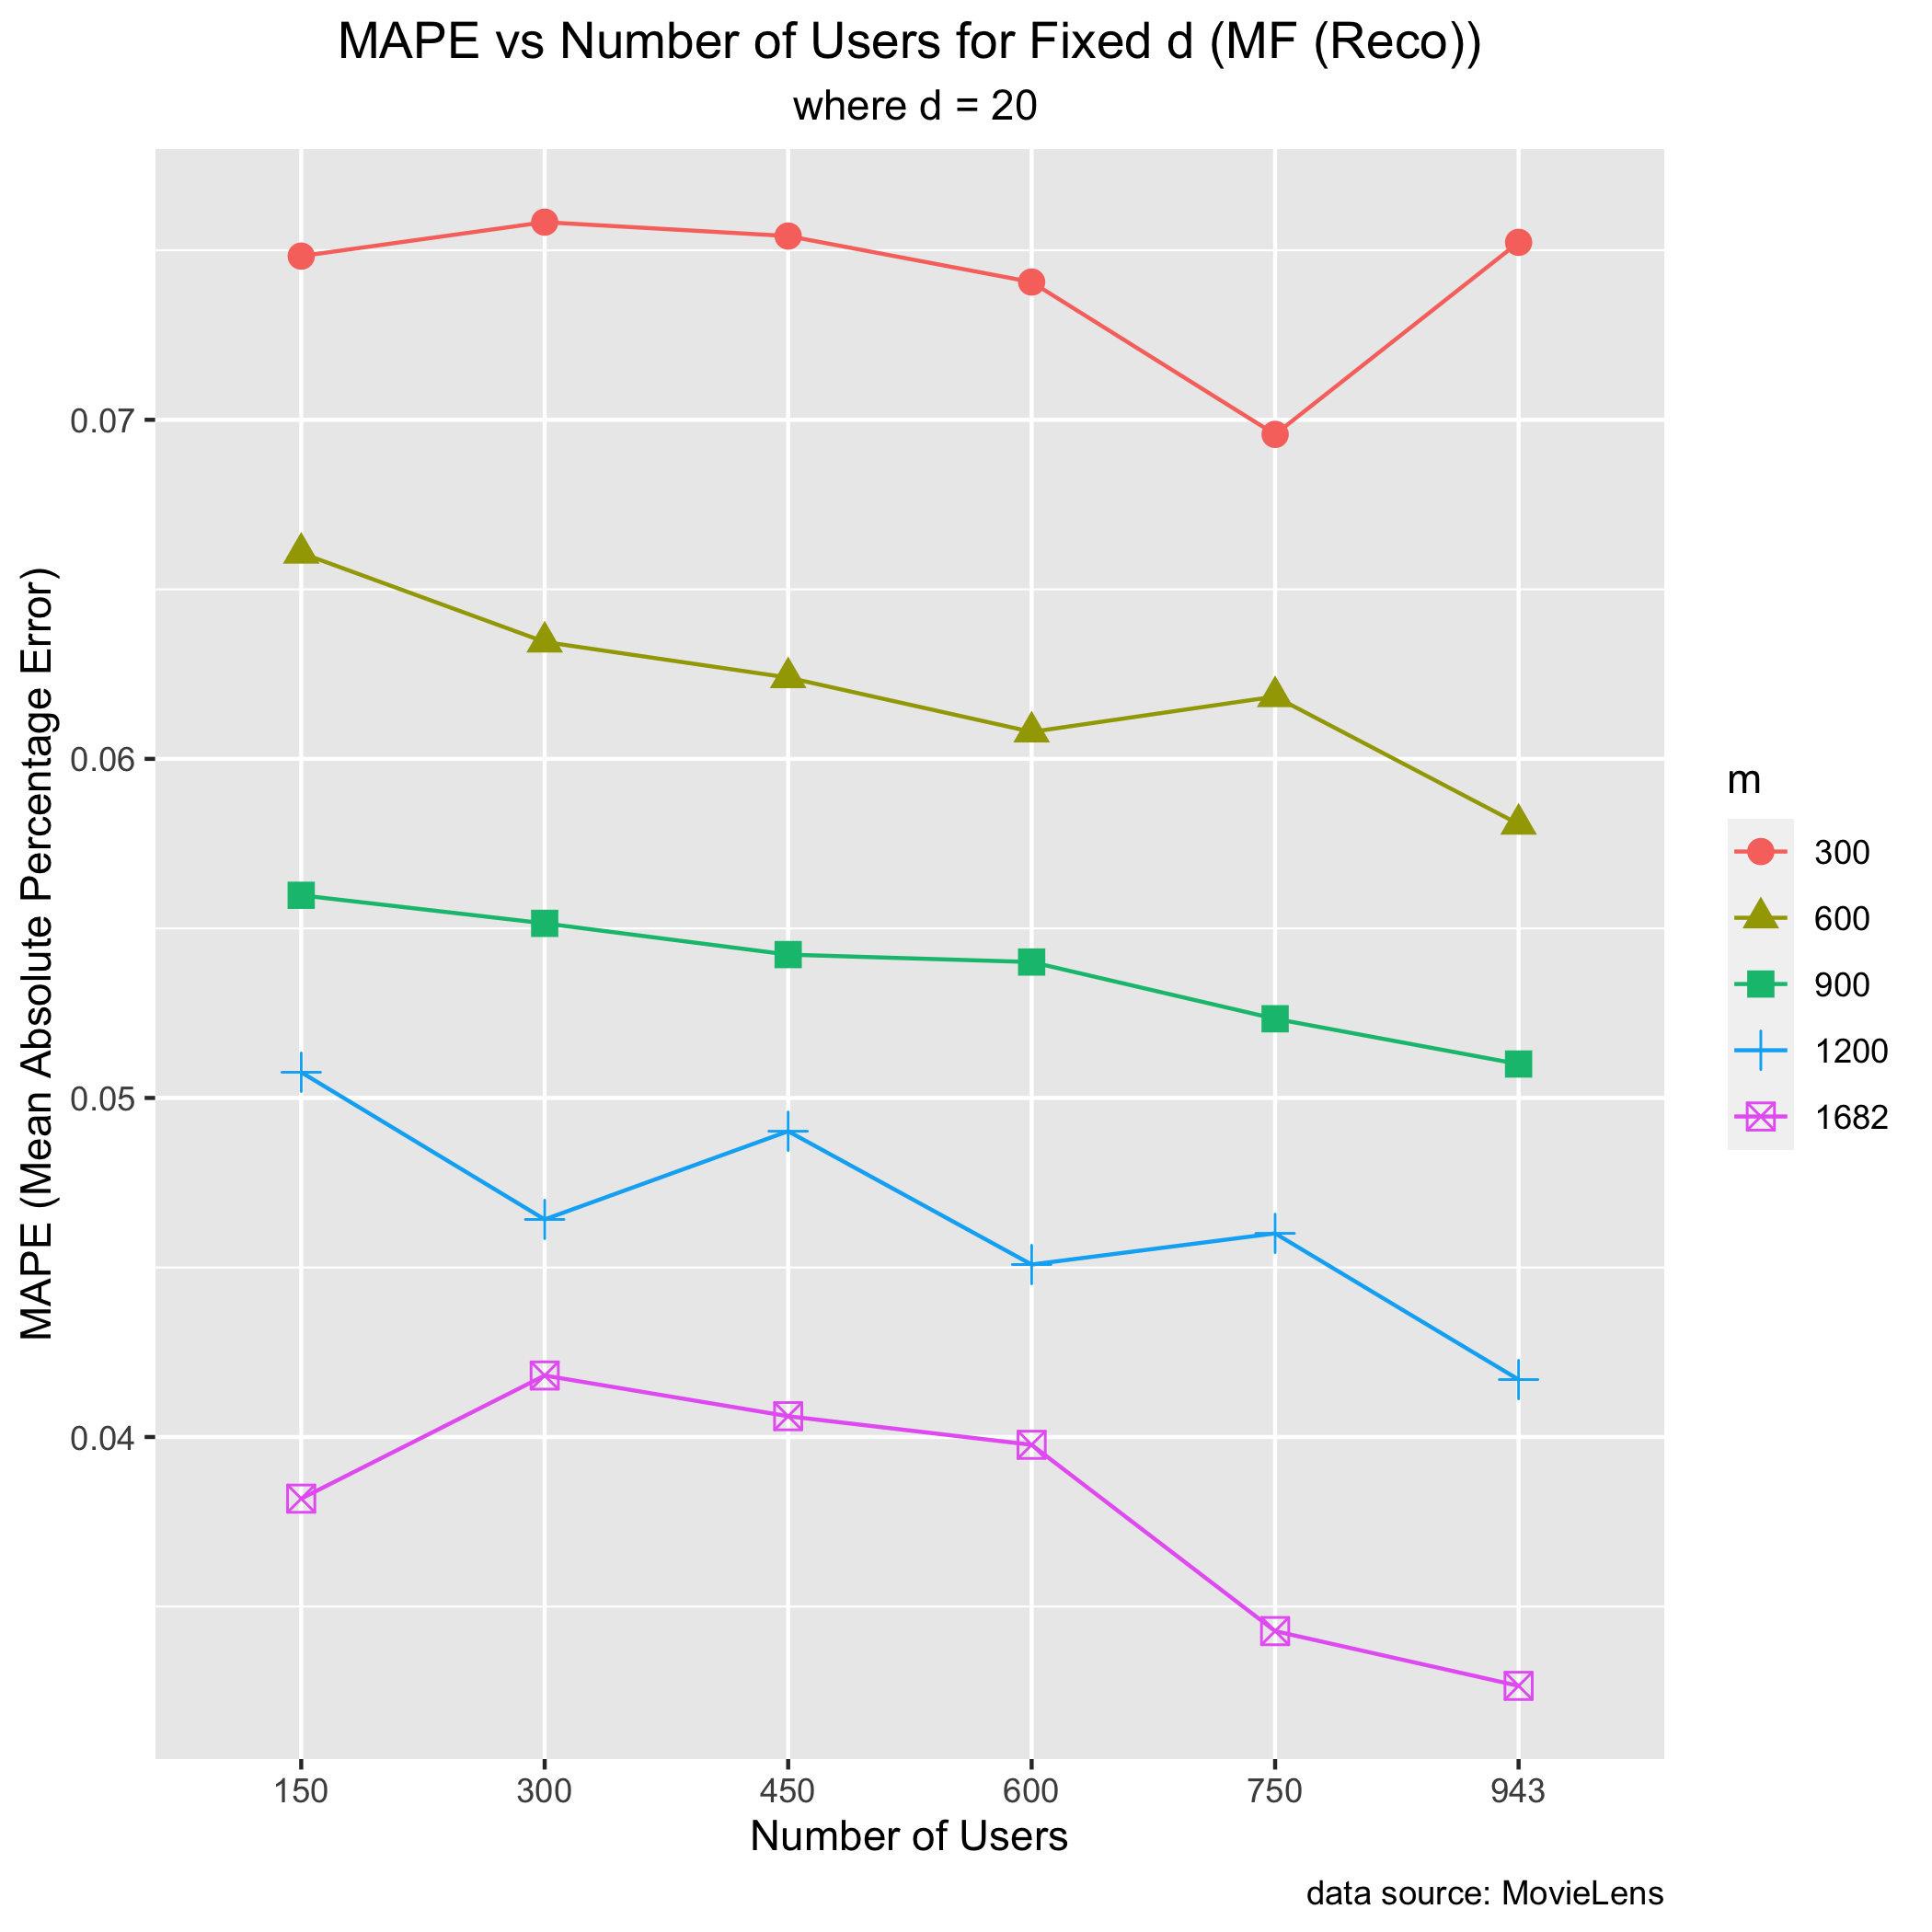 MAPE vs Number of Users for Fixed d (MF (Reco))
where d = 20
MAPE (Mean Absolute Percentage Error)
0.07
0.06
0.05
0.04
150 300 450 600 750 943
Number of Users
m
300
600
900
1200
1682
data source: MovieLens